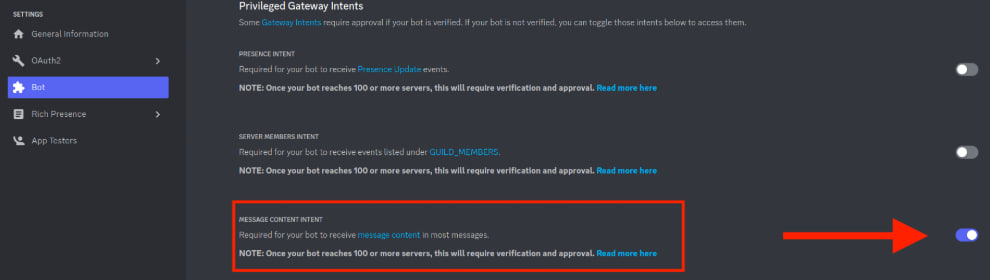 SETTINGS
General Information
OAuth2
Bot
Rich Presence
App Testers
Privileged Gateway Intents
Some Gateway Intents require approval if your bot is verified. If your bot is not verified, you can toggle those intents below to access them.
PRESENCE INTENT
Required for your bot to receive Presence Update events.
NOTE: Once your bot reaches 100 or more servers, this will require verification and approval. Read more here
SERVER MEMBERS INTENT
Required for your bot to receive events listed under GUILD_MEMBERS.
NOTE: Once your bot reaches 100 or more servers, this will require verification and approval. Read more here
MESSAGE CONTENT INTENT
Required for your bot to receive message content in most messages.
NOTE: Once your bot reaches 100 or more servers, this will require verification and approval. Read more here